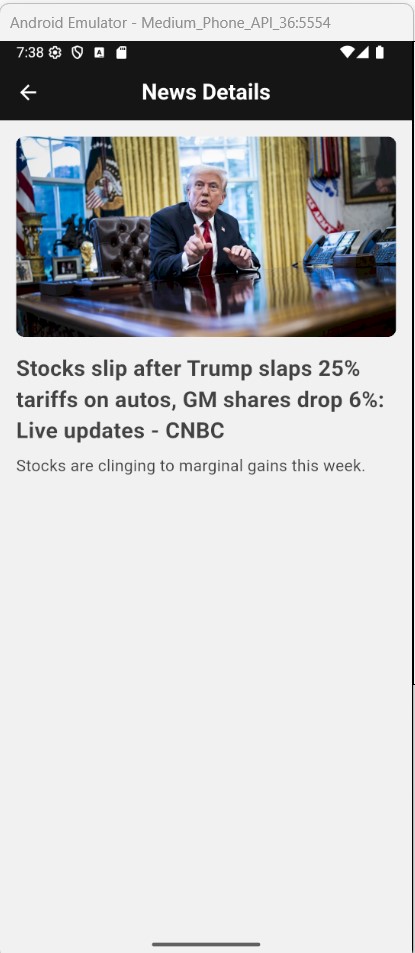 Android Emulator - Medium_Phone_API_36:5554
7:38
News Details
Stocks slip after Trump slaps 25%
tariffs on autos, GM shares drop 6%:
Live updates - CNBC
Stocks are clinging to marginal gains this week.